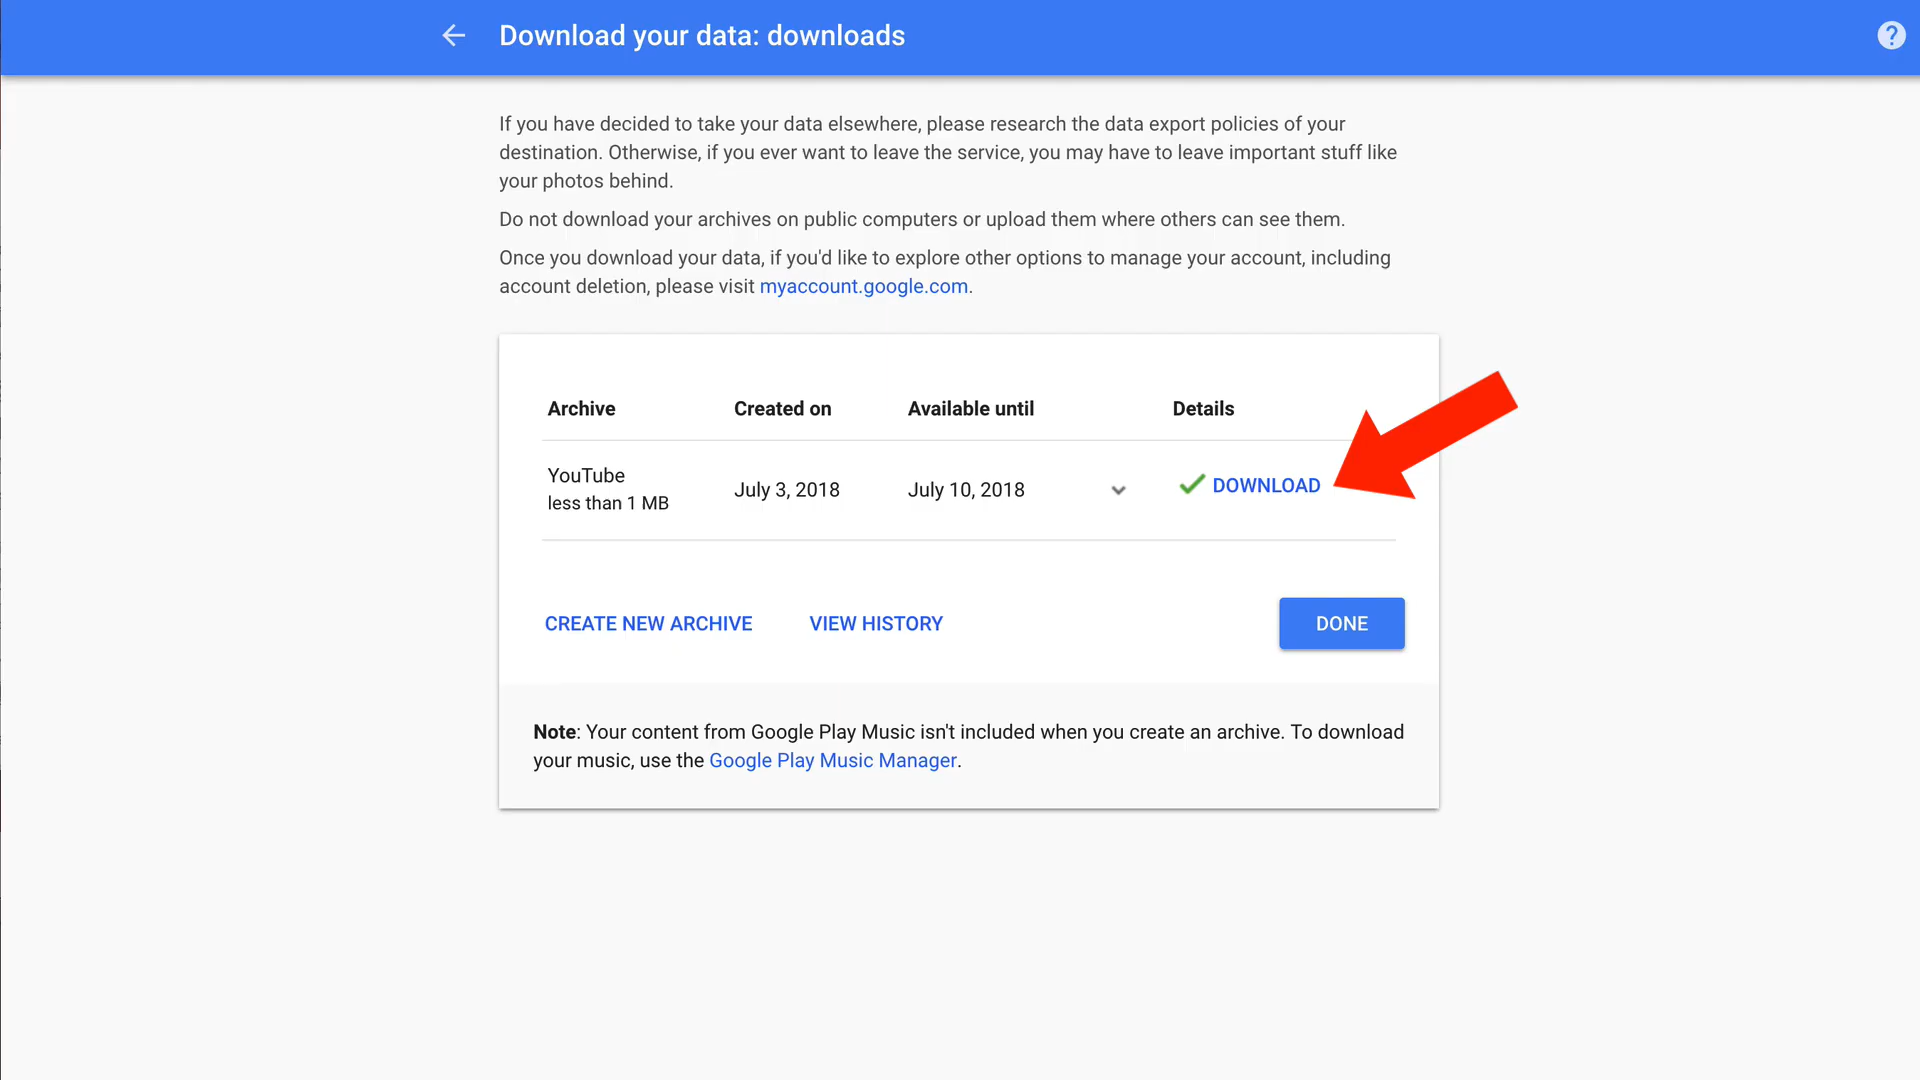 Download your data: downloads
?
If you have decided to take your data elsewhere, please research the data export policies of your
destination. Otherwise, if you ever want to leave the service, you may have to leave important stuff like
your photos behind.
Do not download your archives on public computers or upload them where others can see them.
Once you download your data, if you'd like to explore other options to manage your account, including
account deletion, please visit myaccount.google.com.
Archive Created on Available until Details
YouTube
less than 1 MB
July 3, 2018 July 10, 2018 DOWNLOAD
CREATE NEW ARCHIVE VIEW HISTORY DONE
Note: Your content from Google Play Music isn't included when you create an archive. To download
your music, use the Google Play Music Manager.